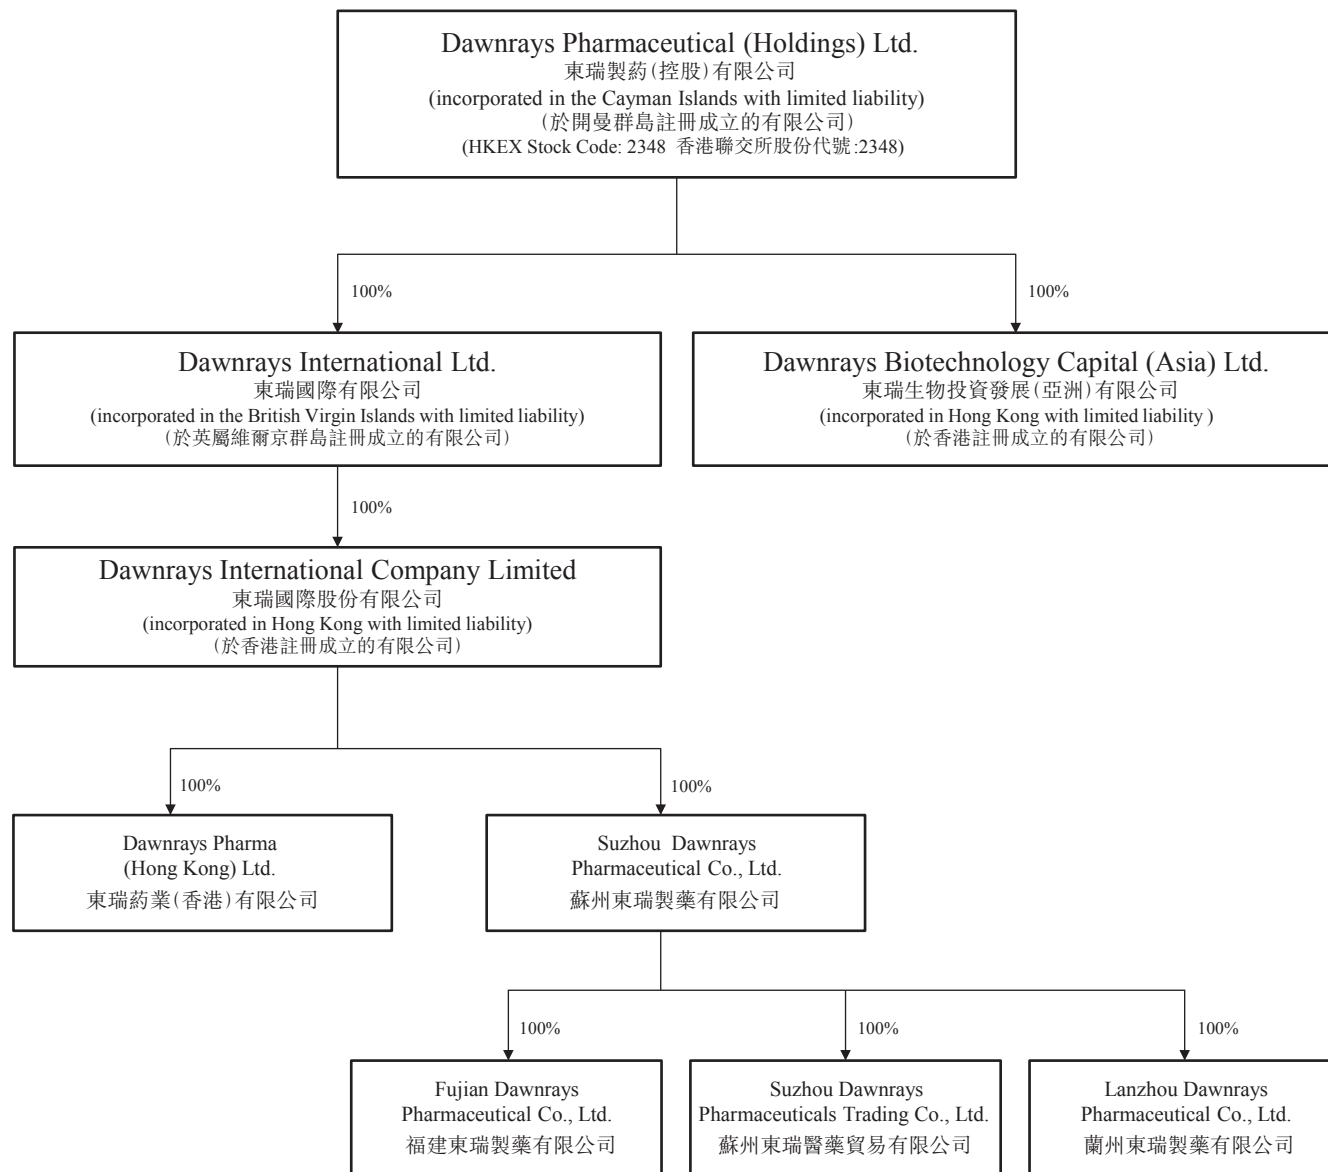 Dawnrays Pharmaceutical (Holdings) Ltd.
東瑞製葯(控股)有限公司
(incorporated in the Cayman Islands with limited liability)
(於開曼群島註冊成立的有限公司)
(HKEX Stock Code: 2348 香港聯交所股份代號:2348)
100%
100%
Dawnrays International Ltd.
東瑞國際有限公司
(incorporated in the British Virgin Islands with limited liability)
(於英屬維爾京群島註冊成立的有限公司)
Dawnrays Biotechnology Capital (Asia) Ltd.
東瑞生物投資發展(亞洲)有限公司
(incorporated in Hong Kong with limited liability )
(於香港註冊成立的有限公司)
100%
Dawnrays International Company Limited
東瑞國際股份有限公司
(incorporated in Hong Kong with limited liability)
(於香港註冊成立的有限公司)
100%
100%
Dawnrays Pharma
(Hong Kong) Ltd.
東瑞葯業(香港)有限公司
Suzhou Dawnrays
Pharmaceutical Co., Ltd.
蘇州東瑞製藥有限公司
100%
100%
100%
Fujian Dawnrays
Pharmaceutical Co., Ltd.
福建東瑞製藥有限公司
Suzhou Dawnrays
Pharmaceuticals Trading Co., Ltd.
蘇州東瑞醫藥貿易有限公司
Lanzhou Dawnrays
Pharmaceutical Co., Ltd.
蘭州東瑞製藥有限公司